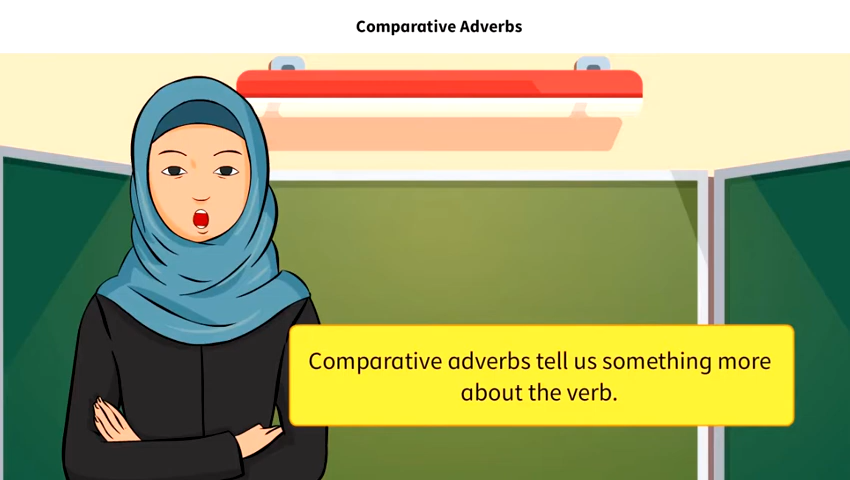 Comparative Adverbs
Comparative adverbs tell us something more
about the verb.